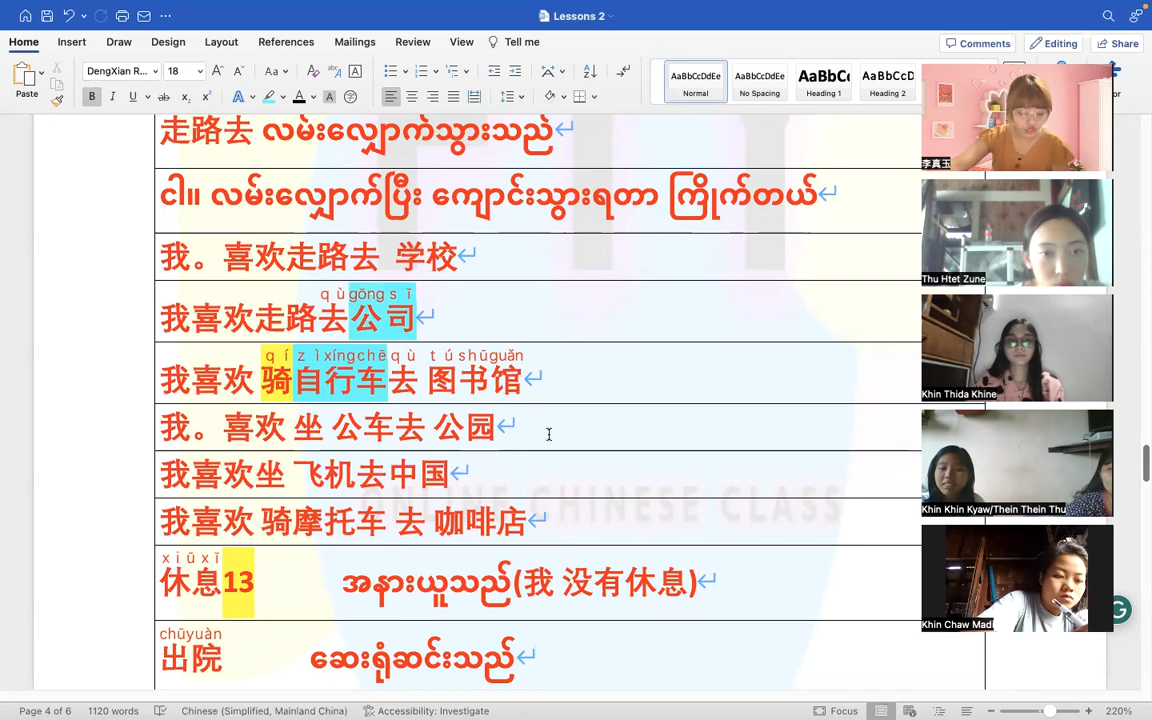 Lessons 2
Home Insert Draw Design Layout References Mailings Review View Tell me
Comments Editing Share
Paste
DengXian R... 18
AaBbCcDdEe AaBbCcDdEe AaBbCc AaBbCcD
Normal No Spacing Heading 1 Heading 2
走路去 လမ်းလျှောက်သွားသည်
ငါ။ လမ်းလျှောက်ပြီး ကျောင်းသွားရတာ ကြိုက်တယ်
我。喜欢走路去 学校
qù gōngsī
我喜欢走路去公司
qí zìxíngchē qù túshūguǎn
我喜欢 骑自行车去 图书馆
我。喜欢 坐 公车去 公园
我喜欢坐 飞机去中国
ONLINE CHINESE CLASS
我喜欢 骑摩托车 去 咖啡店
xiūxī
休息13 အနားယူသည်(我 没有休息)
chūyuàn
出院 ဆေးရုံဆင်းသည်
李真玉
Thu Htet Zune
Khin Thida Khine
Khin Khin Kyaw/Thein Thein Thu
Khin Chaw Madi
Page 4 of 6 1120 words Chinese (Simplified, Mainland China) Accessibility: Investigate Focus 220%